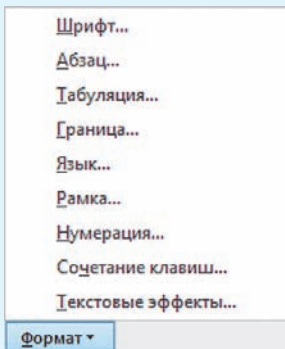 Шрифт...
Абзац...
Табуляция...
Граница...
Язык...
Рамка...
Нумерация...
Сочетание клавиш...
Текстовые эффекты...
Формат